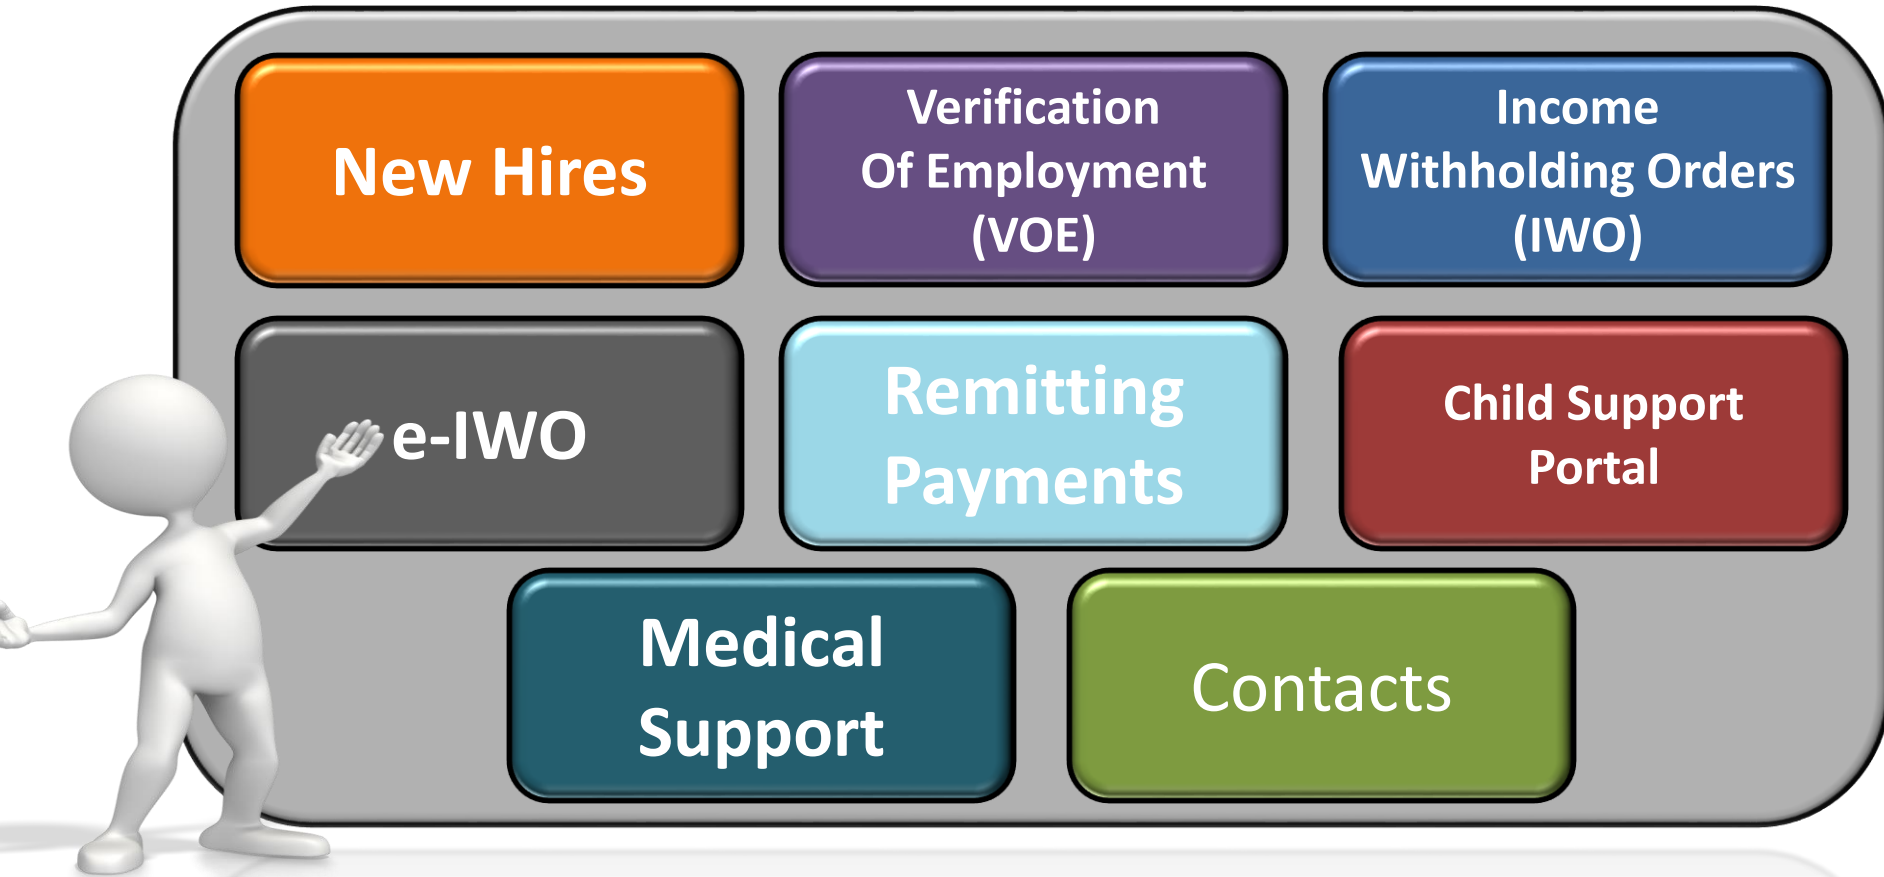 New Hires
Verification
Of Employment
(VOE)
Income
Withholding Orders
(IWO)
e-IWO
Remitting
Payments
Child Support
Portal
Medical
Support
Contacts